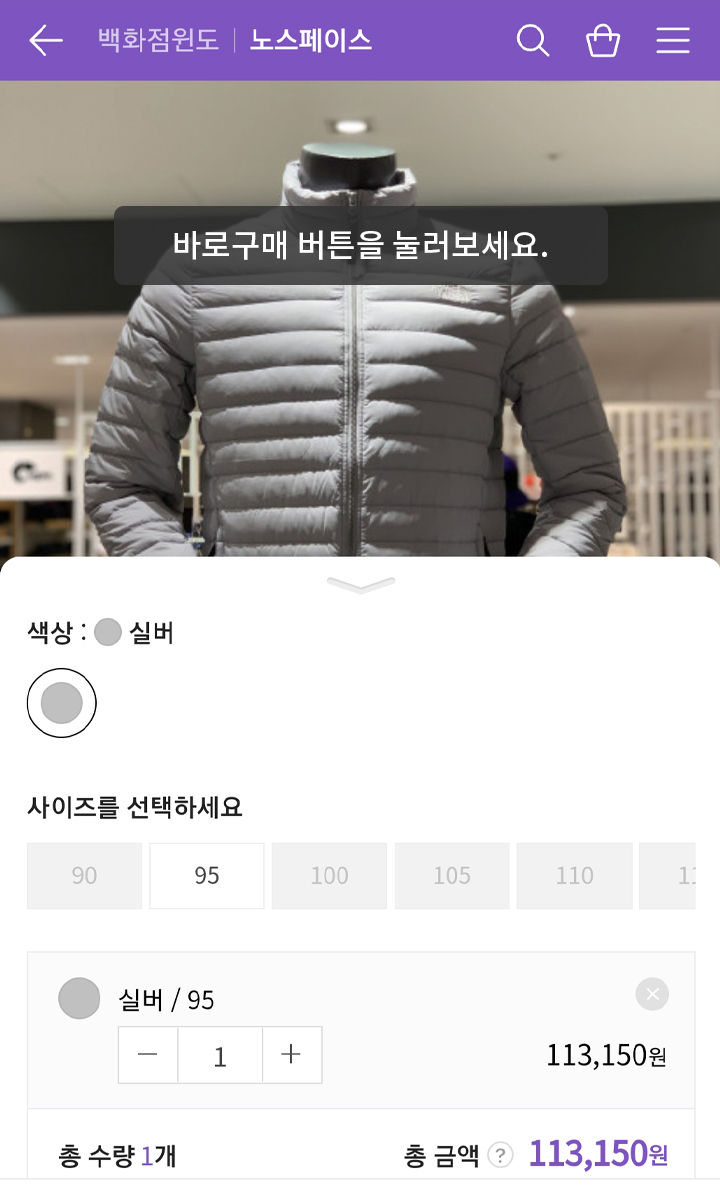 백화점윈도 | 노스페이스
바로구매 버튼을 눌러보세요.
색상 : 실버
사이즈를 선택하세요
90 95 100 105 110
실버 / 95
1
113,150원
총 수량 1개 총 금액 ? 113,150원